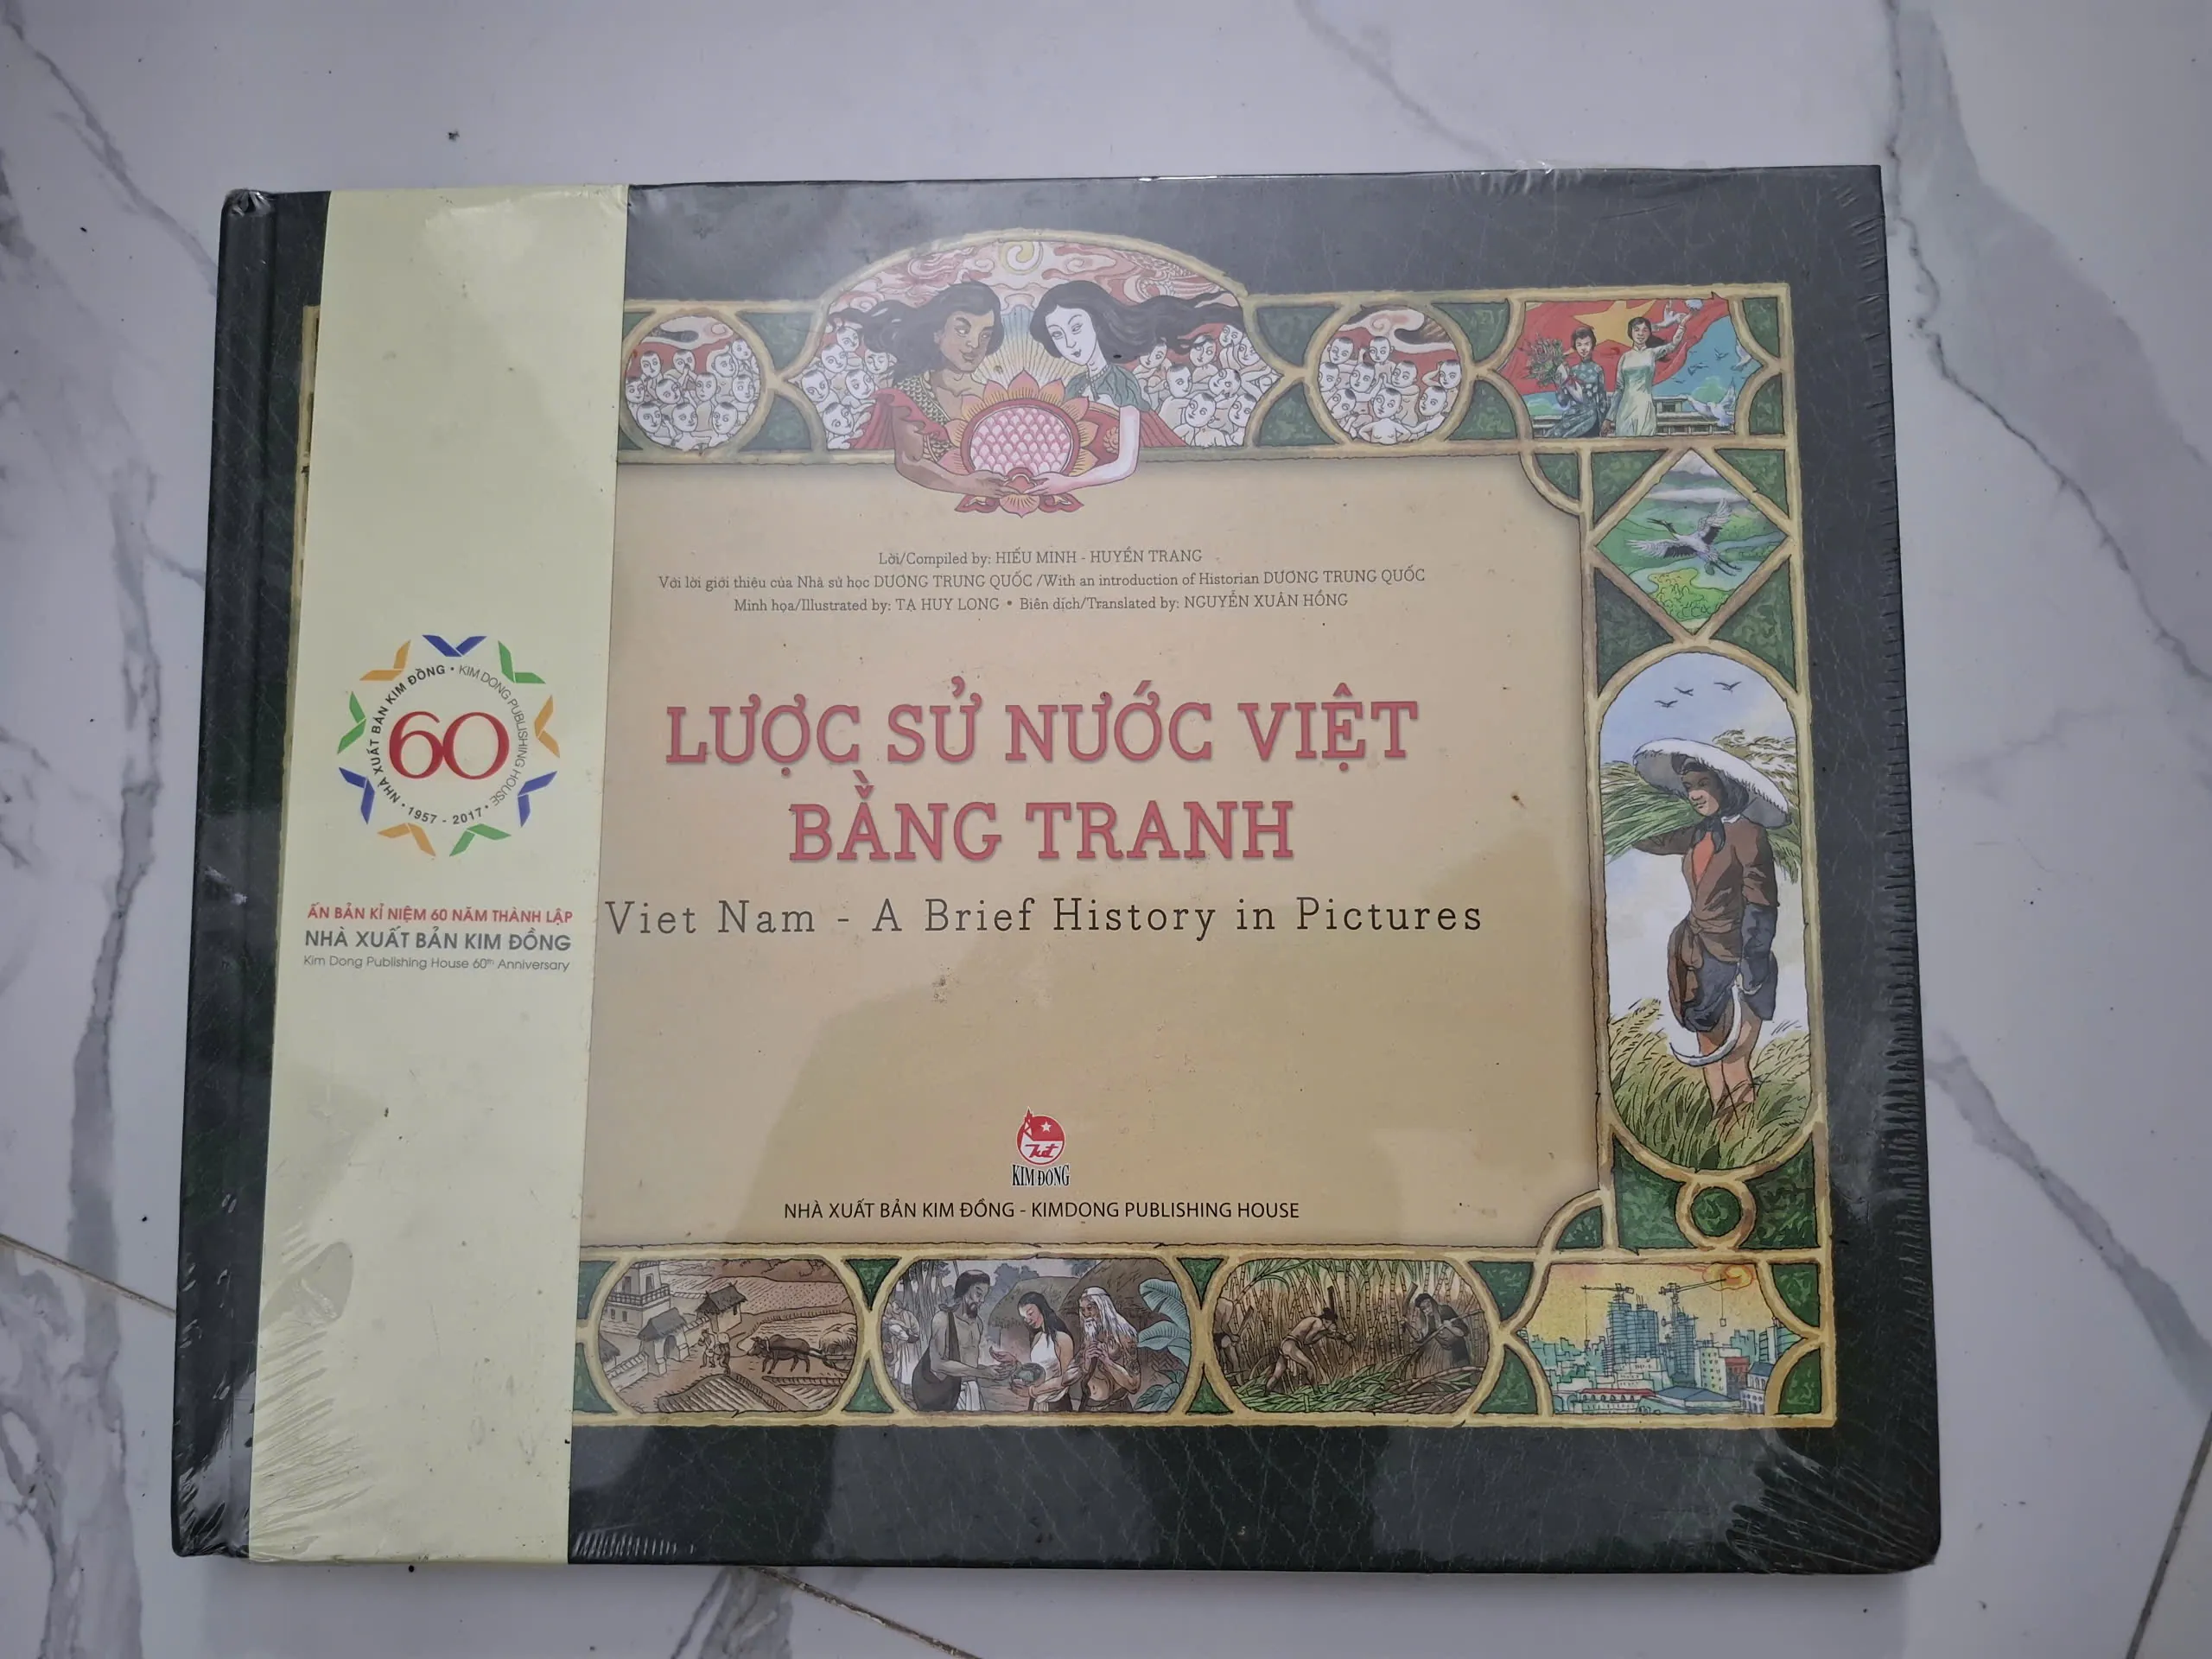 Lời/Compiled by: HIẾU MINH - HUYỀN TRANG
Với lời giới thiệu của Nhà sử học DƯƠNG TRUNG QUỐC /With an introduction of Historian DƯƠNG TRUNG QUỐC
Minh họa/Illustrated by: TẠ HUY LONG • Biên dịch/Translated by: NGUYỄN XUÂN HỒNG
LƯỢC SỬ NƯỚC VIỆT
BẰNG TRANH
Viet Nam - A Brief History in Pictures
KIM ĐỒNG
NHÀ XUẤT BẢN KIM ĐỒNG - KIMDONG PUBLISHING HOUSE
NHÀ XUẤT BẢN KIM ĐỒNG • KIM DONG PUBLISHING HOUSE • 1957 - 2017 •
60
ẤN BẢN KỈ NIỆM 60 NĂM THÀNH LẬP
NHÀ XUẤT BẢN KIM ĐỒNG
Kim Dong Publishing House 60th Anniversary